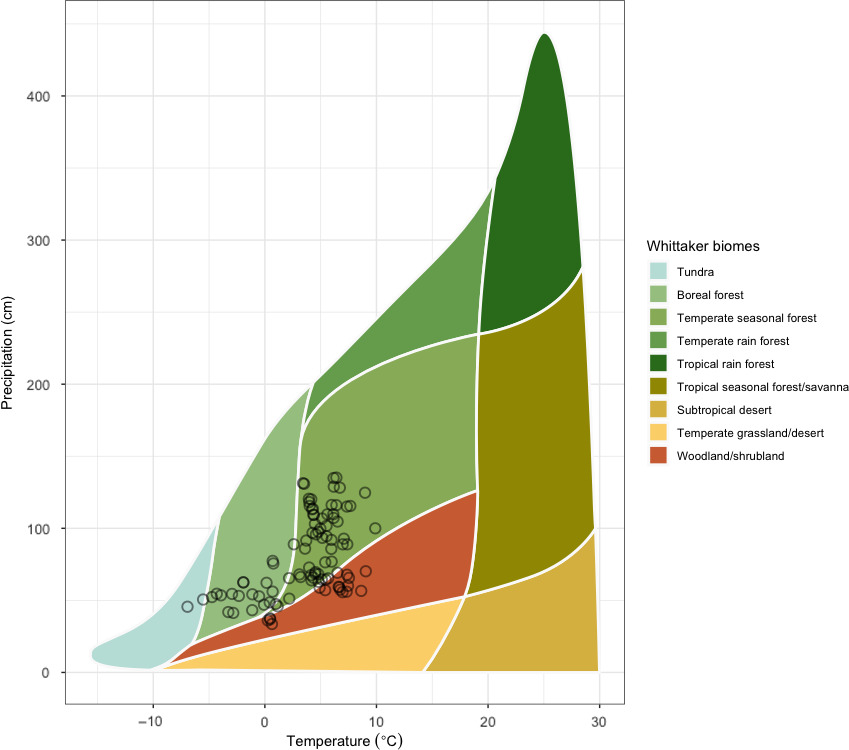 400
300
200
100
0
Precipitation (cm)
−10
0
10
20
30
Temperature (°C)
Whittaker biomes
Tundra
Boreal forest
Temperate seasonal forest
Temperate rain forest
Tropical rain forest
Tropical seasonal forest/savanna
Subtropical desert
Temperate grassland/desert
Woodland/shrubland